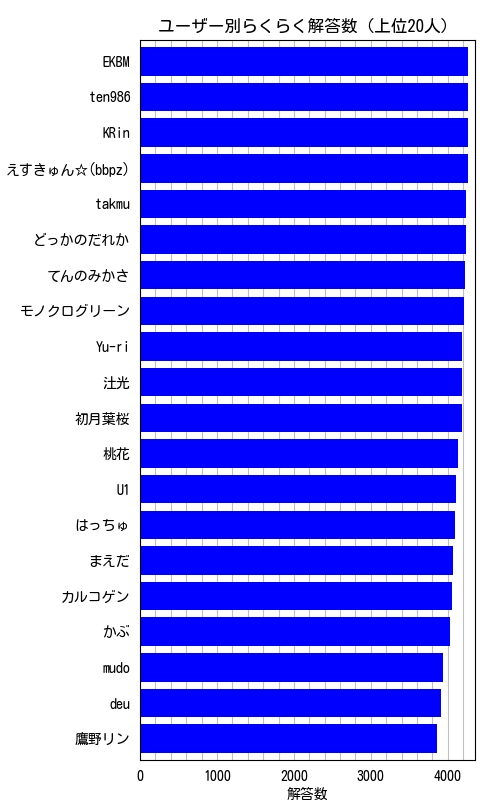 ユーザー別らくらく解答数（上位20人）
EKBM
ten986
KRin
えすきゅん☆(bbpz)
takmu
どっかのだれか
てんのみかさ
モノクログリーン
Yu-ri
注光
初月葉桜
桃花
U1
はっちゅ
まえだ
カルコゲン
かぶ
mudo
deu
鷹野リン
0 1000 2000 3000 4000
解答数